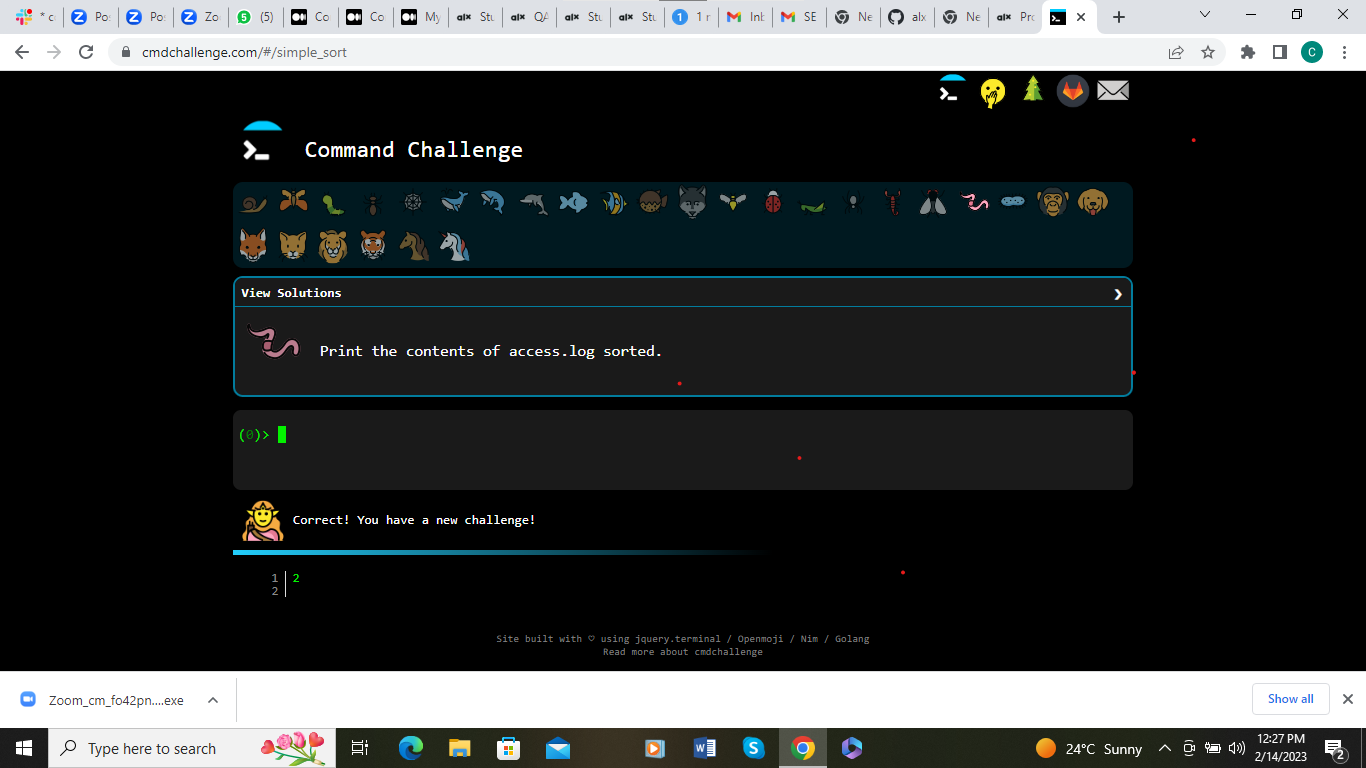 * c
Po
Po
Zo
(5)
Co
Co
My
Stu
QA
Stu
Stu
1 n
Inb
SE
Ne
alx
Ne
Pro
cmdchallenge.com/#/simple_sort
C
Command Challenge
View Solutions
Print the contents of access.log sorted.
(0)>
Correct! You have a new challenge!
1 2
2
Site built with ♡ using jquery.terminal / Openmoji / Nim / Golang
Read more about cmdchallenge
Zoom_cm_fo42pn....exe
Show all
Type here to search
24°C Sunny
12:27 PM
2/14/2023
2